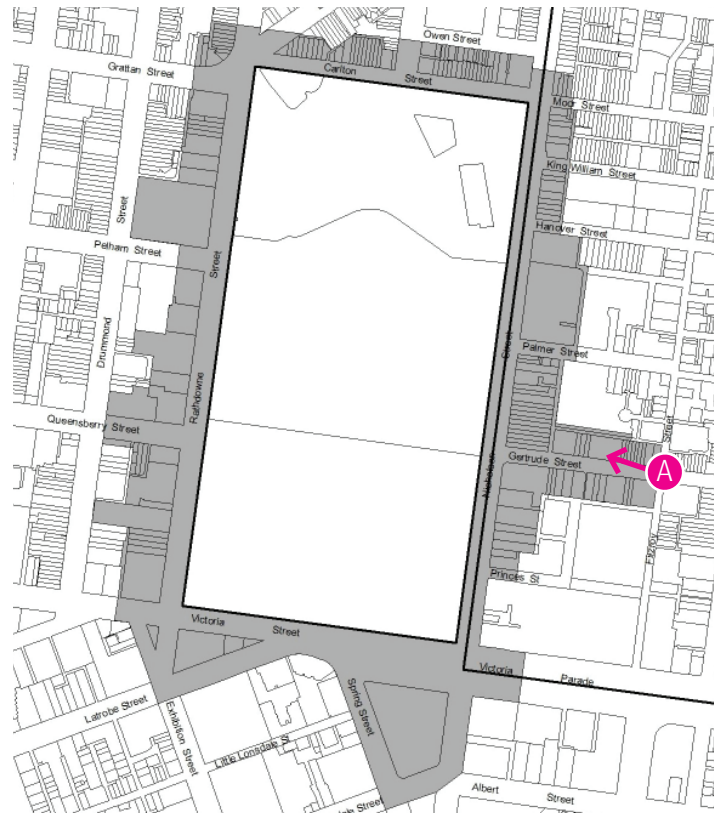 Owen Street
Grattan Street
Carlton
Street
Moor Street
King William Street
Street
Hanover Street
Pelham Street
Street
Drummond
Street
Palmer Street
Rathdowne
Queensberry Street
Street
Gertrude Street
A
Nicholson
Fitzroy
Princes St
Victoria
Street
Victoria
Parade
Spring Street
Latrobe Street
Exhibition Street
Little Lonsdale St
Albert
Street
Street